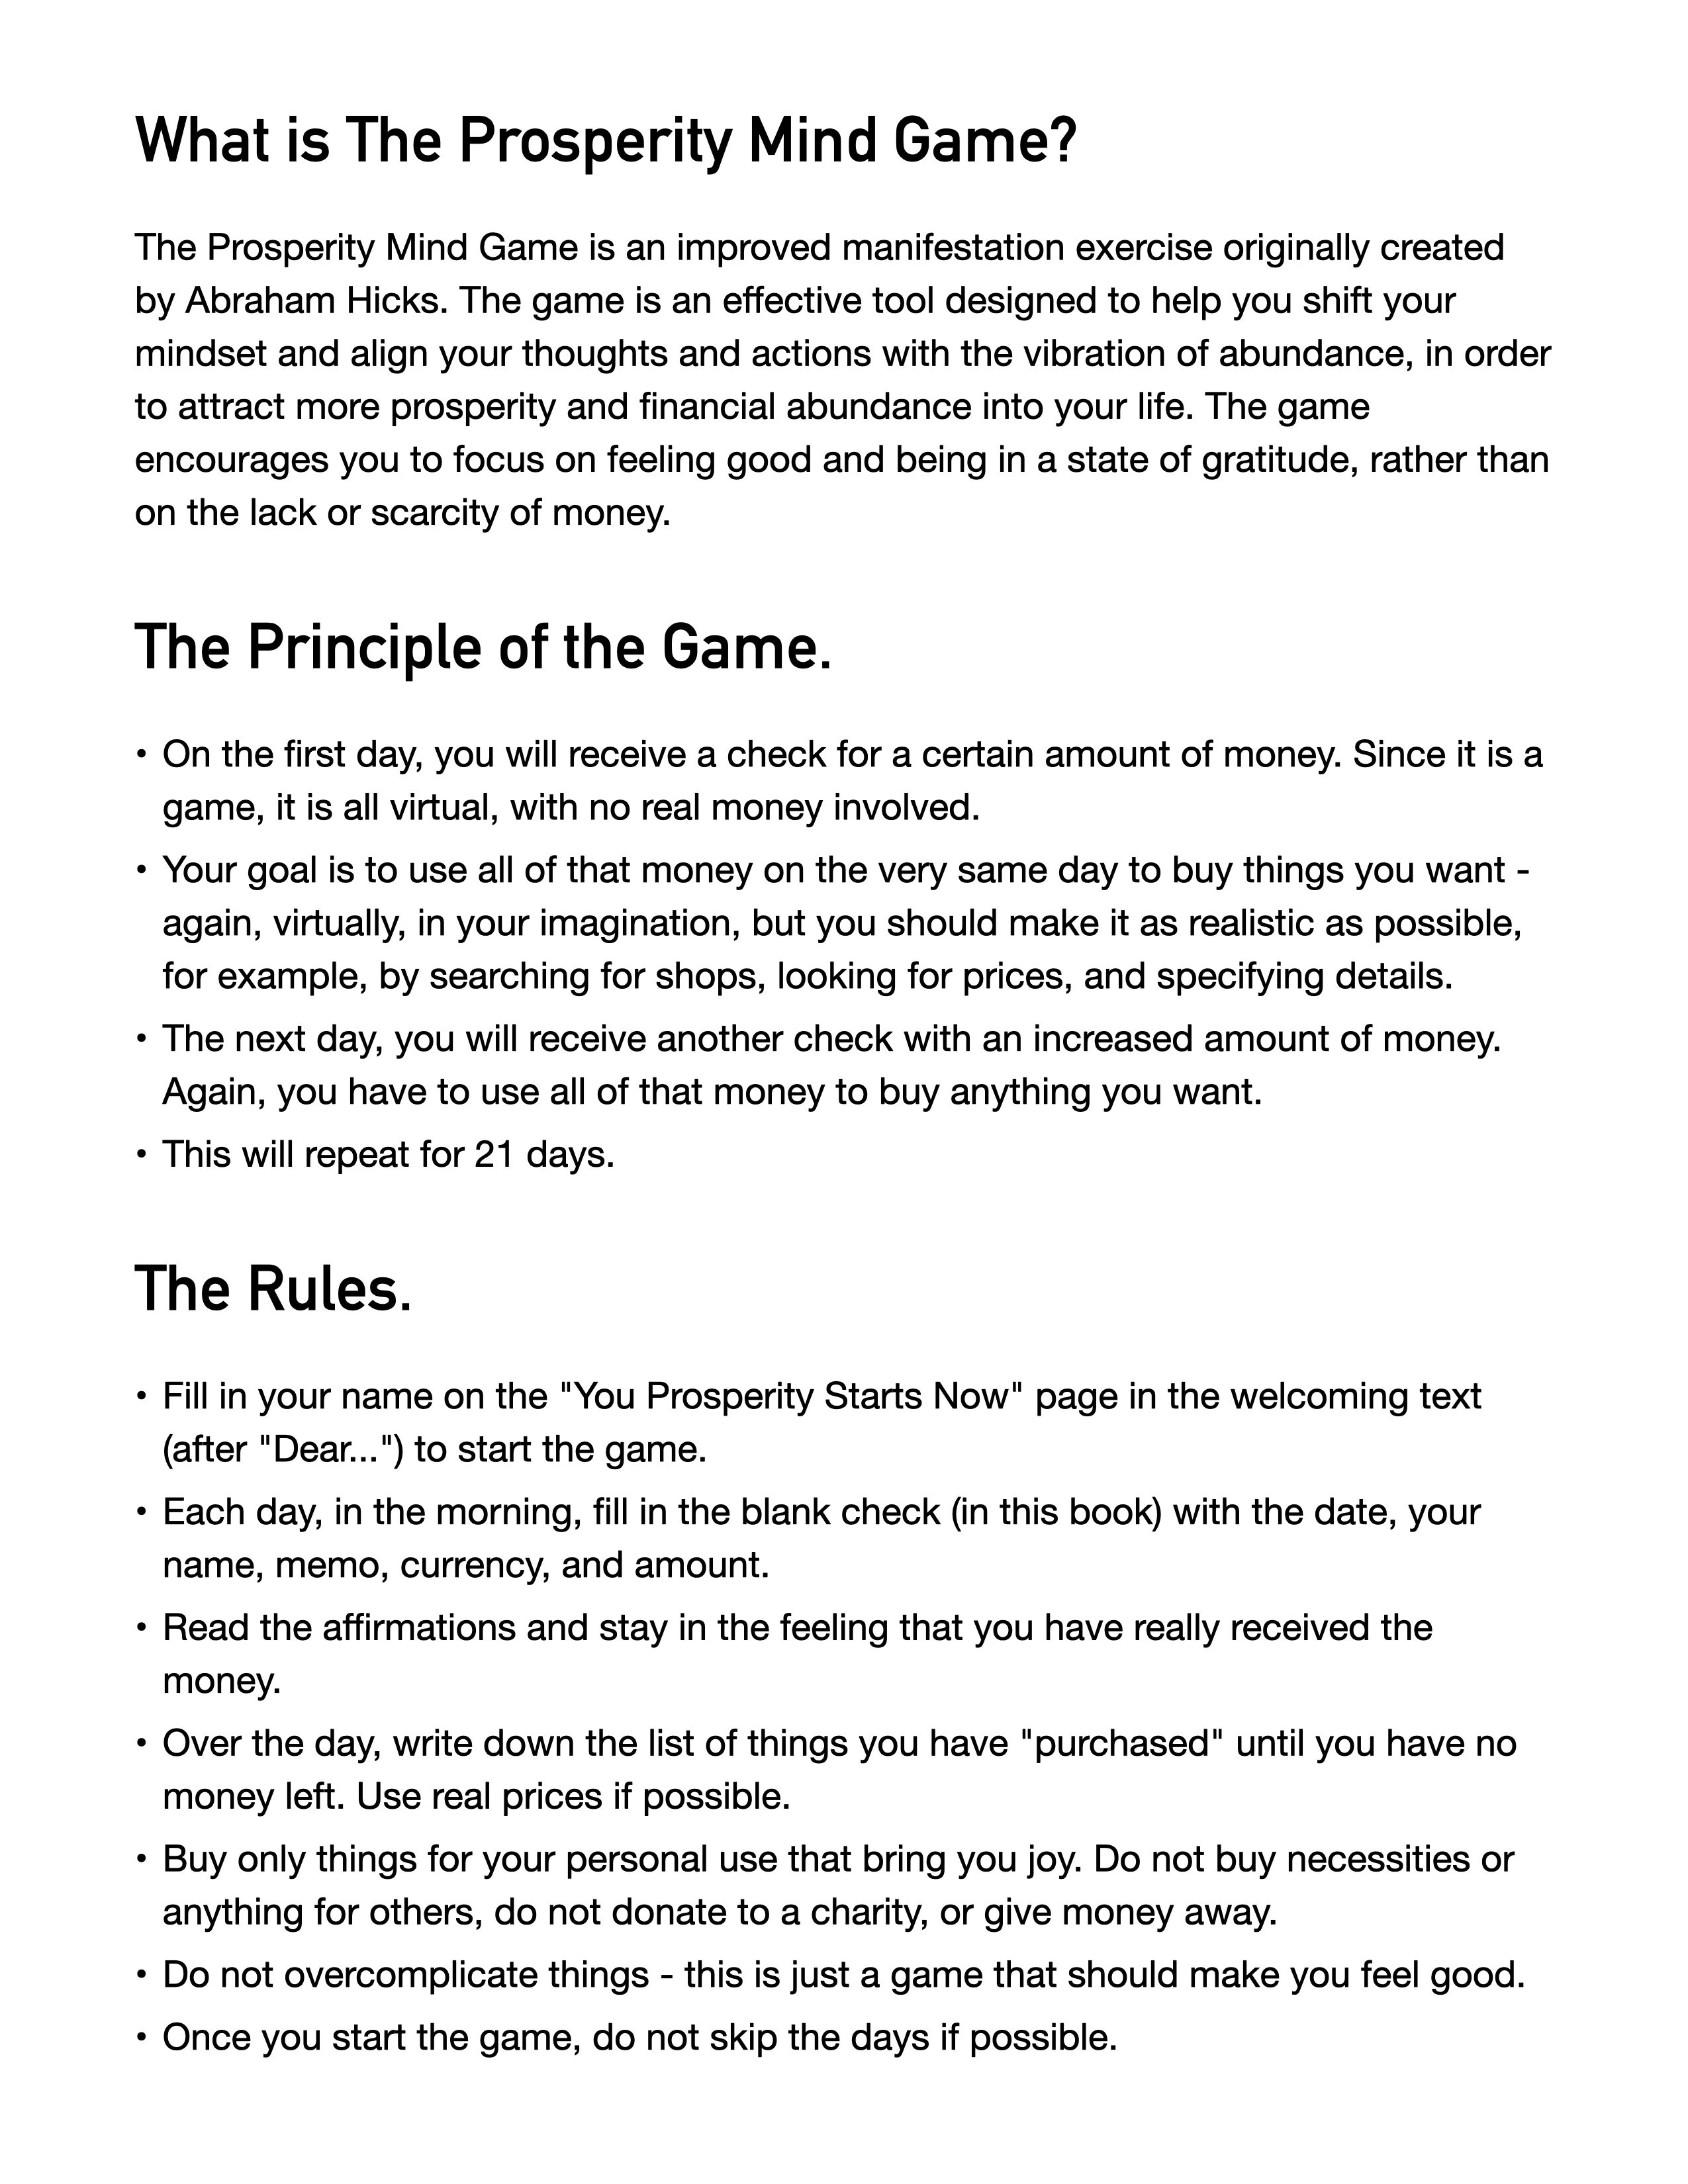 What is The Prosperity Mind Game?
The Prosperity Mind Game is an improved manifestation exercise originally created
by Abraham Hicks. The game is an effective tool designed to help you shift your
mindset and align your thoughts and actions with the vibration of abundance, in order
to attract more prosperity and financial abundance into your life. The game
encourages you to focus on feeling good and being in a state of gratitude, rather than
on the lack or scarcity of money.
The Principle of the Game.
• On the first day, you will receive a check for a certain amount of money. Since it is a
game, it is all virtual, with no real money involved.
• Your goal is to use all of that money on the very same day to buy things you want -
again, virtually, in your imagination, but you should make it as realistic as possible,
for example, by searching for shops, looking for prices, and specifying details.
• The next day, you will receive another check with an increased amount of money.
Again, you have to use all of that money to buy anything you want.
• This will repeat for 21 days.
The Rules.
• Fill in your name on the "You Prosperity Starts Now" page in the welcoming text
(after "Dear...") to start the game.
• Each day, in the morning, fill in the blank check (in this book) with the date, your
name, memo, currency, and amount.
• Read the affirmations and stay in the feeling that you have really received the
money.
• Over the day, write down the list of things you have "purchased" until you have no
money left. Use real prices if possible.
• Buy only things for your personal use that bring you joy. Do not buy necessities or
anything for others, do not donate to a charity, or give money away.
• Do not overcomplicate things - this is just a game that should make you feel good.
• Once you start the game, do not skip the days if possible.